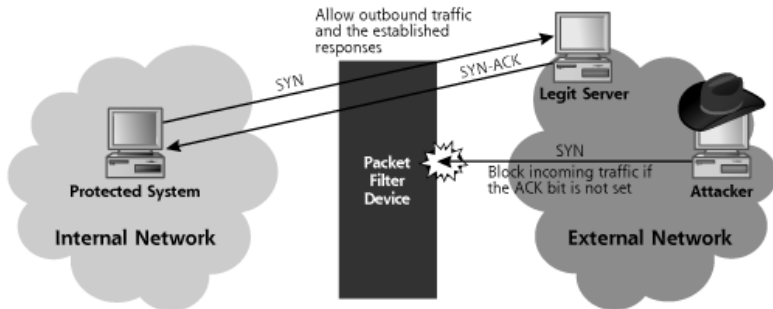 Allow outbound traffic
and the established
responses
SYN
SYN-ACK
Legit Server
Protected System
Packet
Filter
Device
SYN
Block incoming traffic if
the ACK bit is not set
Attacker
Internal Network
External Network